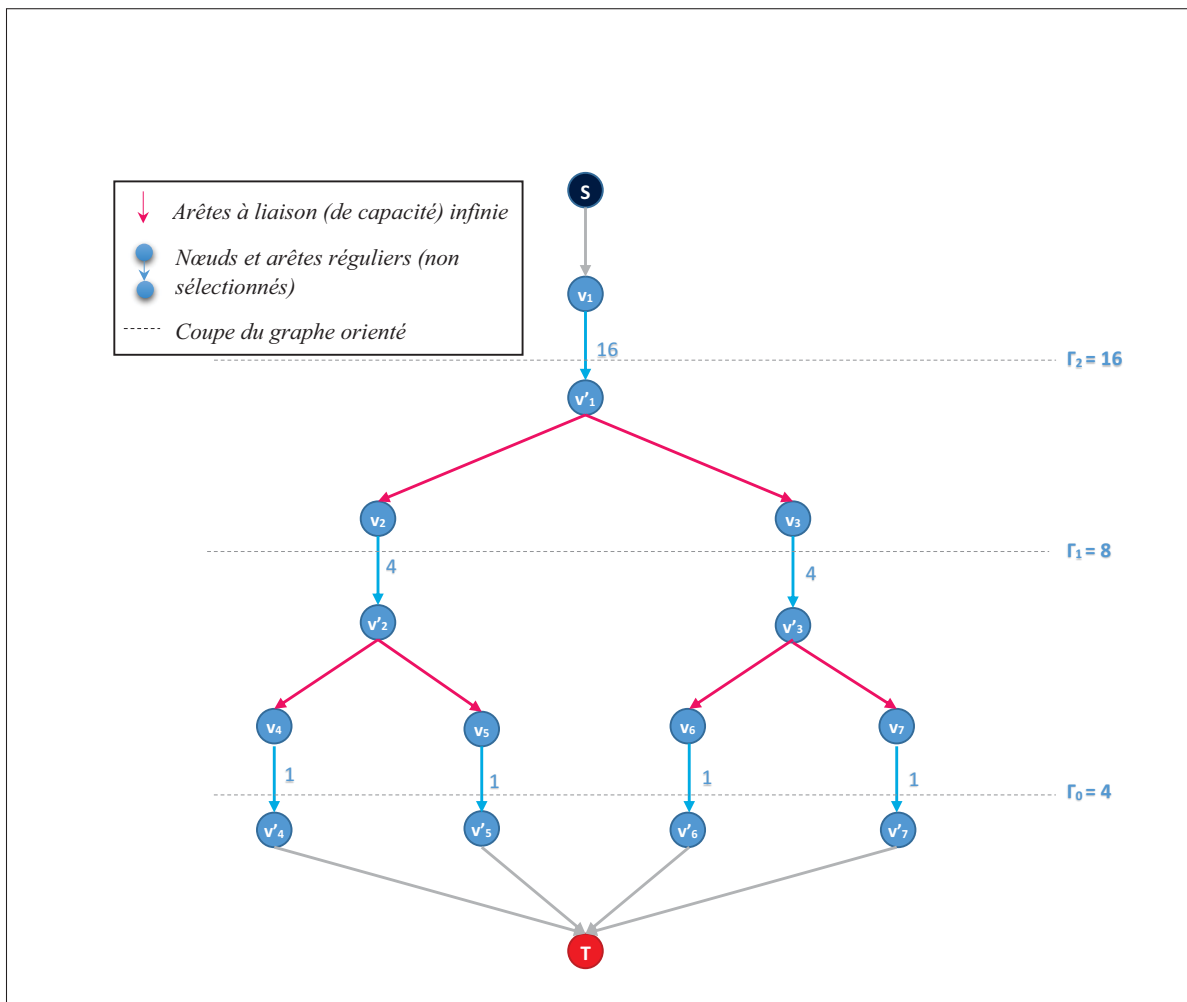 S
Arêtes à liaison (de capacité) infinie
Nœuds et arêtes réguliers (non
sélectionnés)
Coupe du graphe orienté
v₁
16
Γ₂ = 16
v'₁
v₂
v₃
Γ₁ = 8
4
4
v'₂
v'₃
v₄
v₅
v₆
v₇
1
1
1
1
Γ₀ = 4
v'₄
v'₅
v'₆
v'₇
T